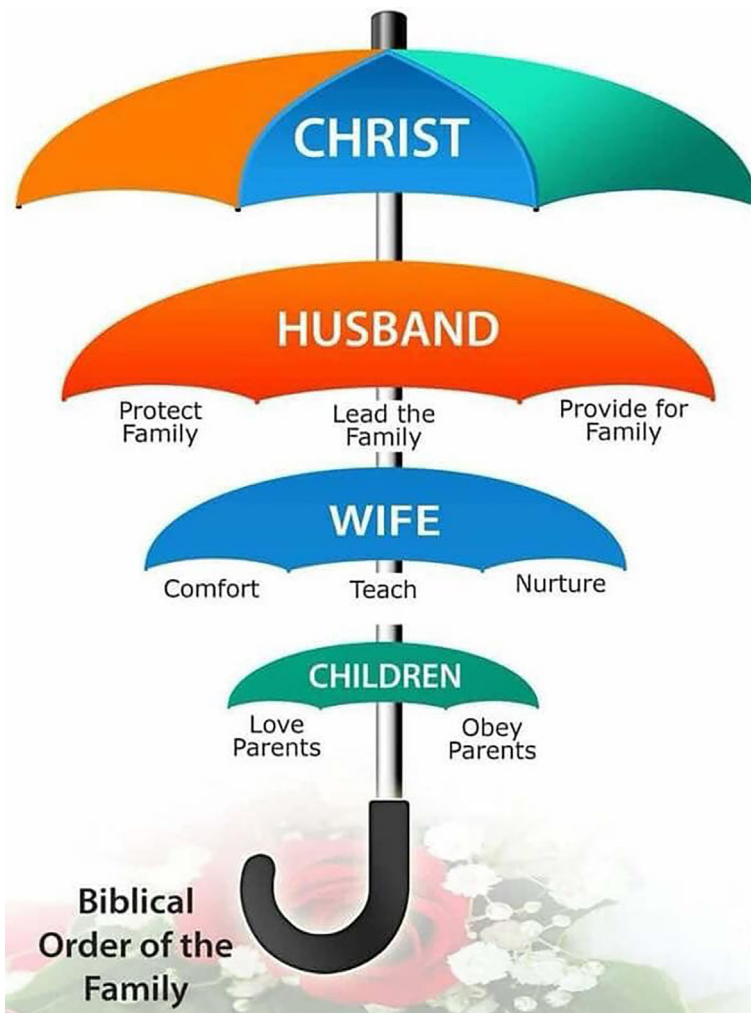 CHRIST
HUSBAND
Protect
Family
Lead the
Family
Provide for
Family
WIFE
Comfort
Teach
Nurture
CHILDREN
Love
Parents
Obey
Parents
Biblical
Order of the
Family